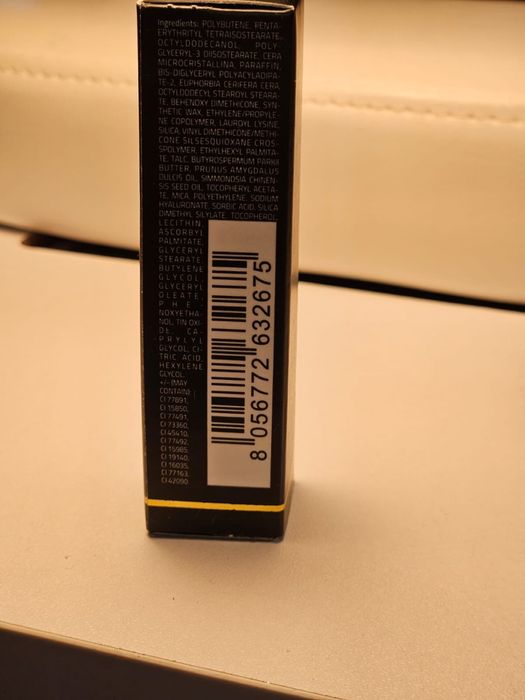 Ingredients: POLYBUTENE, PENTA-
ERYTHRITYL TETRAISOSTEARATE,
OCTYLDODECANOL, POLY-
GLYCERYL-3 DIISOSTEARATE, CERA
MICROCRISTALLINA, PARAFFIN,
BIS-DIGLYCERYL POLYACYLADIPA-
TE-2, EUPHORBIA CERIFERA CERA,
OCTYLDODECYL STEAROYL STEARA-
TE, BEHENOXY DIMETHICONE, SYN-
THETIC WAX, ETHYLENE/PROPYLE-
NE COPOLYMER, LAUROYL LYSINE,
SILICA, VINYL DIMETHICONE/METHI-
CONE SILSESQUIOXANE CROS-
SPOLYMER, ETHYLHEXYL PALMITA-
TE, TALC, BUTYROSPERMUM PARKII
BUTTER, PRUNUS AMYGDALUS
DULCIS OIL, SIMMONDSIA CHINEN-
SIS SEED OIL, TOCOPHERYL ACETA-
TE, MICA, POLYETHYLENE, SODIUM
HYALURONATE, SORBIC ACID, SILICA
DIMETHYL SILYLATE, TOCOPHEROL,
LECITHIN,
ASCORBYL
PALMITATE,
GLYCERYL
STEARATE,
BUTYLENE
GLYCOL,
GLYCERYL
OLEATE,
PHE-
NOXYETHA-
NOL, TIN OXI-
DE, CA-
PRYLYL
GLYCOL, CI-
TRIC ACID,
HEXYLENE
GLYCOL.
+/- (MAY
CONTAIN):
CI 77891,
CI 15850,
CI 77491,
CI 73360,
CI 45410,
CI 77492,
CI 15985,
CI 19140,
CI 16035,
CI 77163,
CI 42090
8 056772 632675